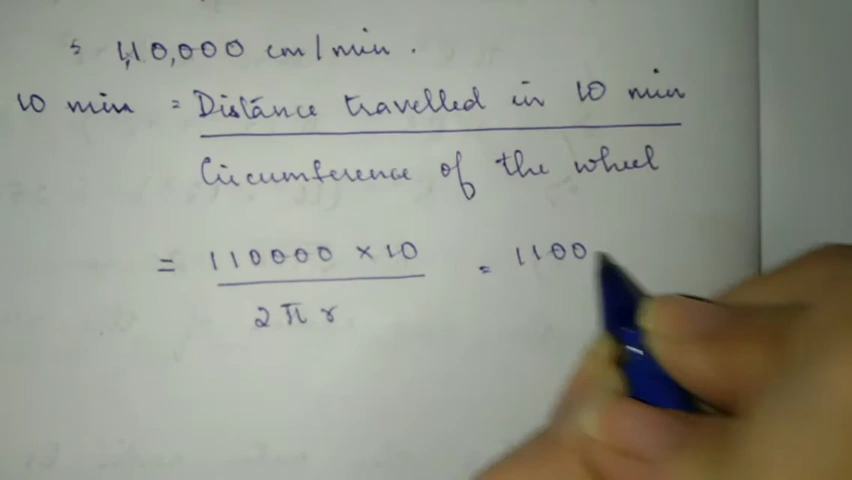 = 1,10,000 cm/min.
10 min = Distance travelled in 10 min
Circumference of the wheel
= 110000 × 10 = 1100
2πr